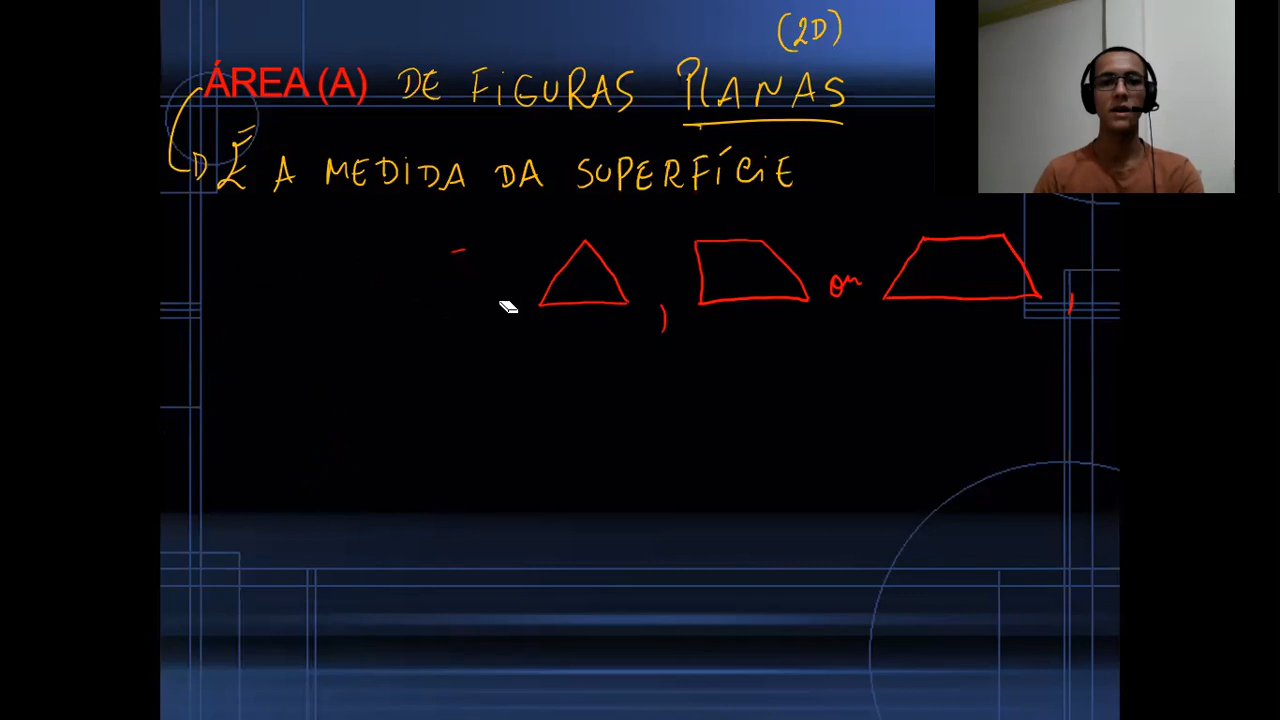 (2D)
ÁREA (A) DE FiGURAS PLANAS
É A MEDiDA DA SUPERFÍCiE
, ou ,